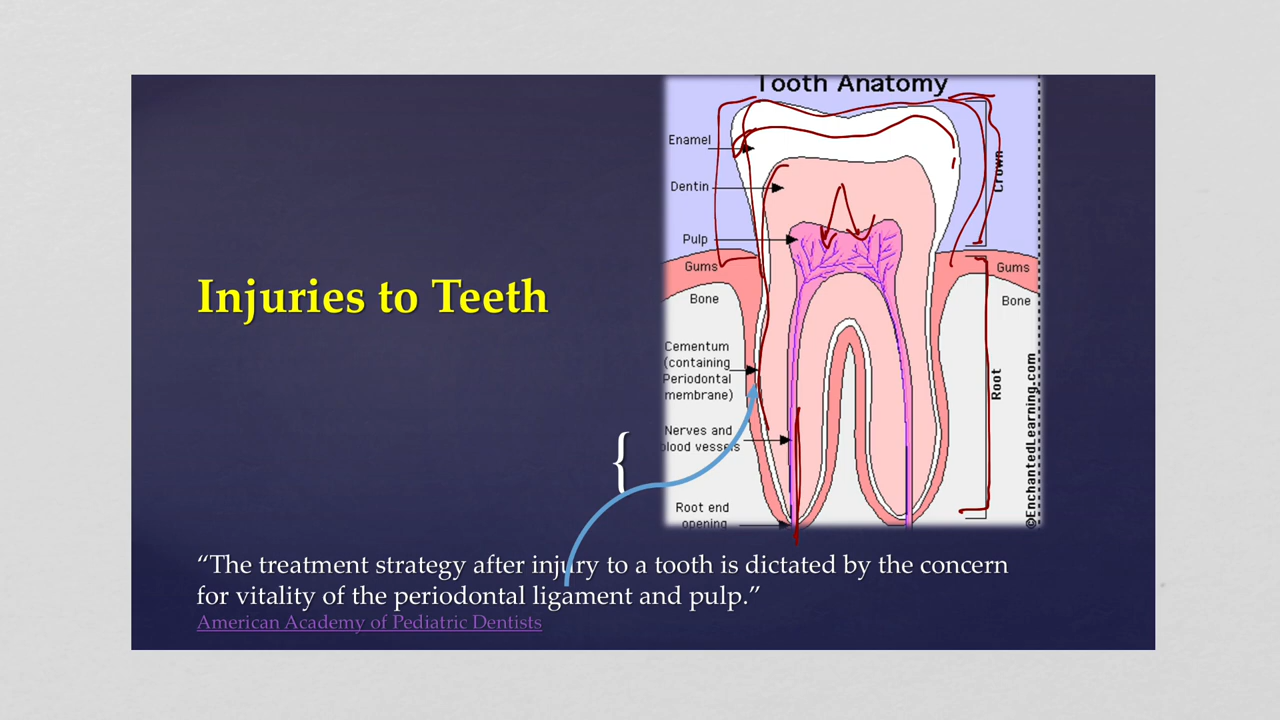 Tooth Anatomy
Enamel
Dentin
Pulp
Gums
Bone
Cementum
(containing
Periodontal
membrane)
Nerves and
blood vessels
Root end
opening
Crown
Gums
Bone
Root
©EnchantedLearning.com
Injuries to Teeth
{
“The treatment strategy after injury to a tooth is dictated by the concern
for vitality of the periodontal ligament and pulp.”
American Academy of Pediatric Dentists